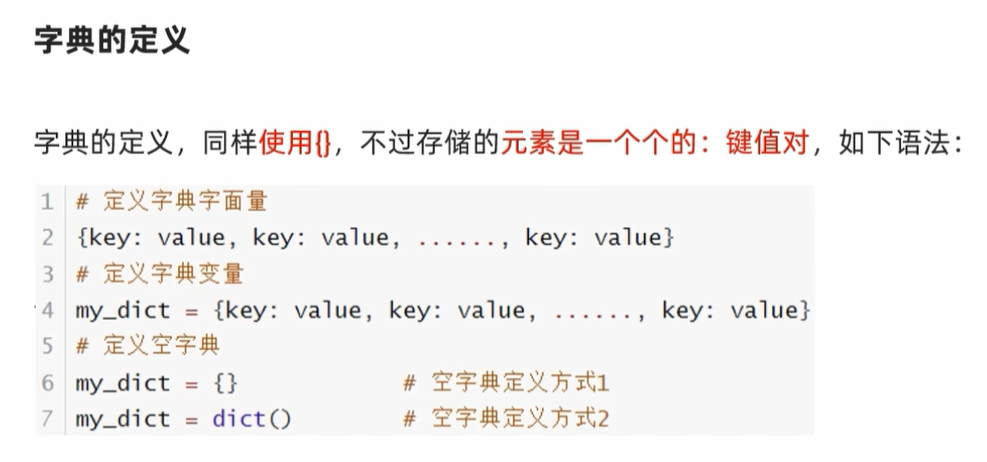 字典的定义
字典的定义，同样使用{}，不过存储的元素是一个个的：键值对，如下语法：
1 # 定义字典字面量
2 {key: value, key: value, ......, key: value}
3 # 定义字典变量
4 my_dict = {key: value, key: value, ......, key: value}
5 # 定义空字典
6 my_dict = {} # 空字典定义方式1
7 my_dict = dict() # 空字典定义方式2